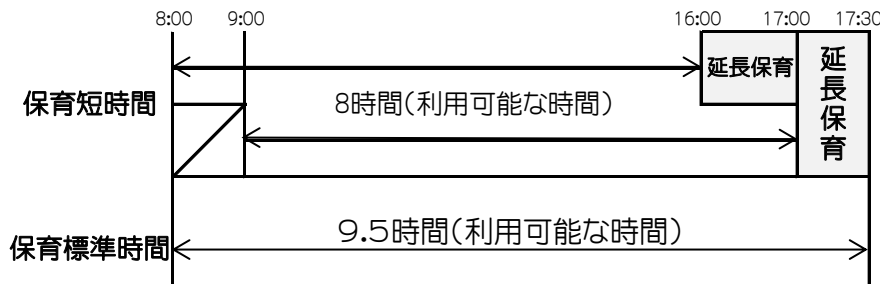 8:00 9:00 16:00 17:00 17:30
延長保育
延長保育
保育短時間
8時間(利用可能な時間)
9.5時間(利用可能な時間)
保育標準時間